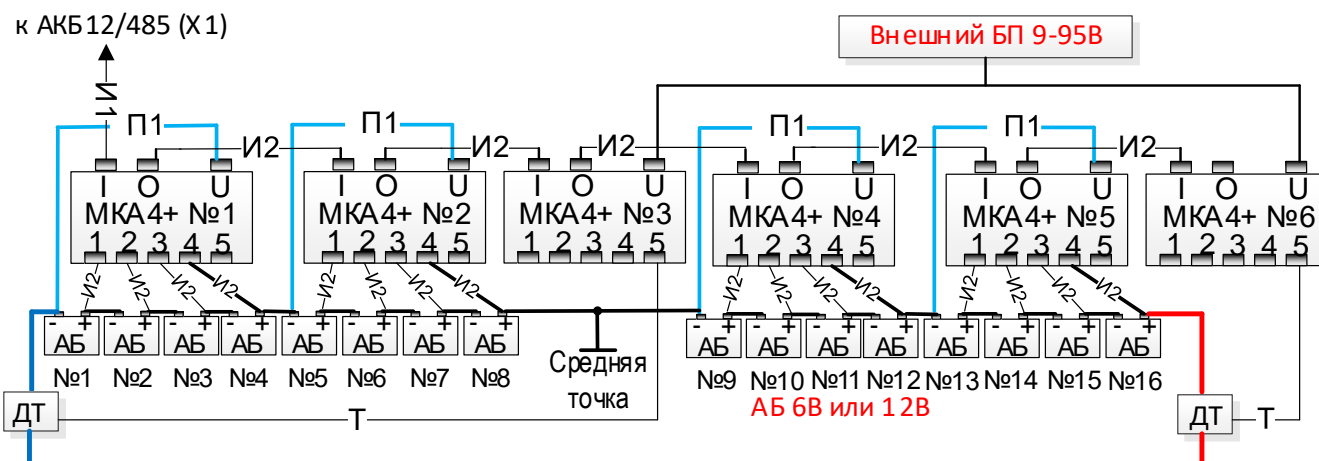 к АКБ12/485 (X1)
Внешний БП 9-95В
И1
П1 П1 П1 П1
И2 И2 И2 И2 И2
I O U I O U I O U I O U I O U I O U
МКА4+ №1 МКА4+ №2 МКА4+ №3 МКА4+ №4 МКА4+ №5 МКА4+ №6
1 2 3 4 5 1 2 3 4 5 1 2 3 4 5 1 2 3 4 5 1 2 3 4 5 1 2 3 4 5
И2 И2 И2 И2 И2 И2 И2 И2 И2 И2 И2 И2 И2 И2 И2 И2
- + - + - + - + - + - + - + - + - + - + - + - + - + - + - + - +
АБ АБ АБ АБ АБ АБ АБ АБ АБ АБ АБ АБ АБ АБ АБ АБ
№1 №2 №3 №4 №5 №6 №7 №8 Средняя №9 №10 №11 №12 №13 №14 №15 №16
точка АБ 6В или 12В
ДТ Т ДТ Т